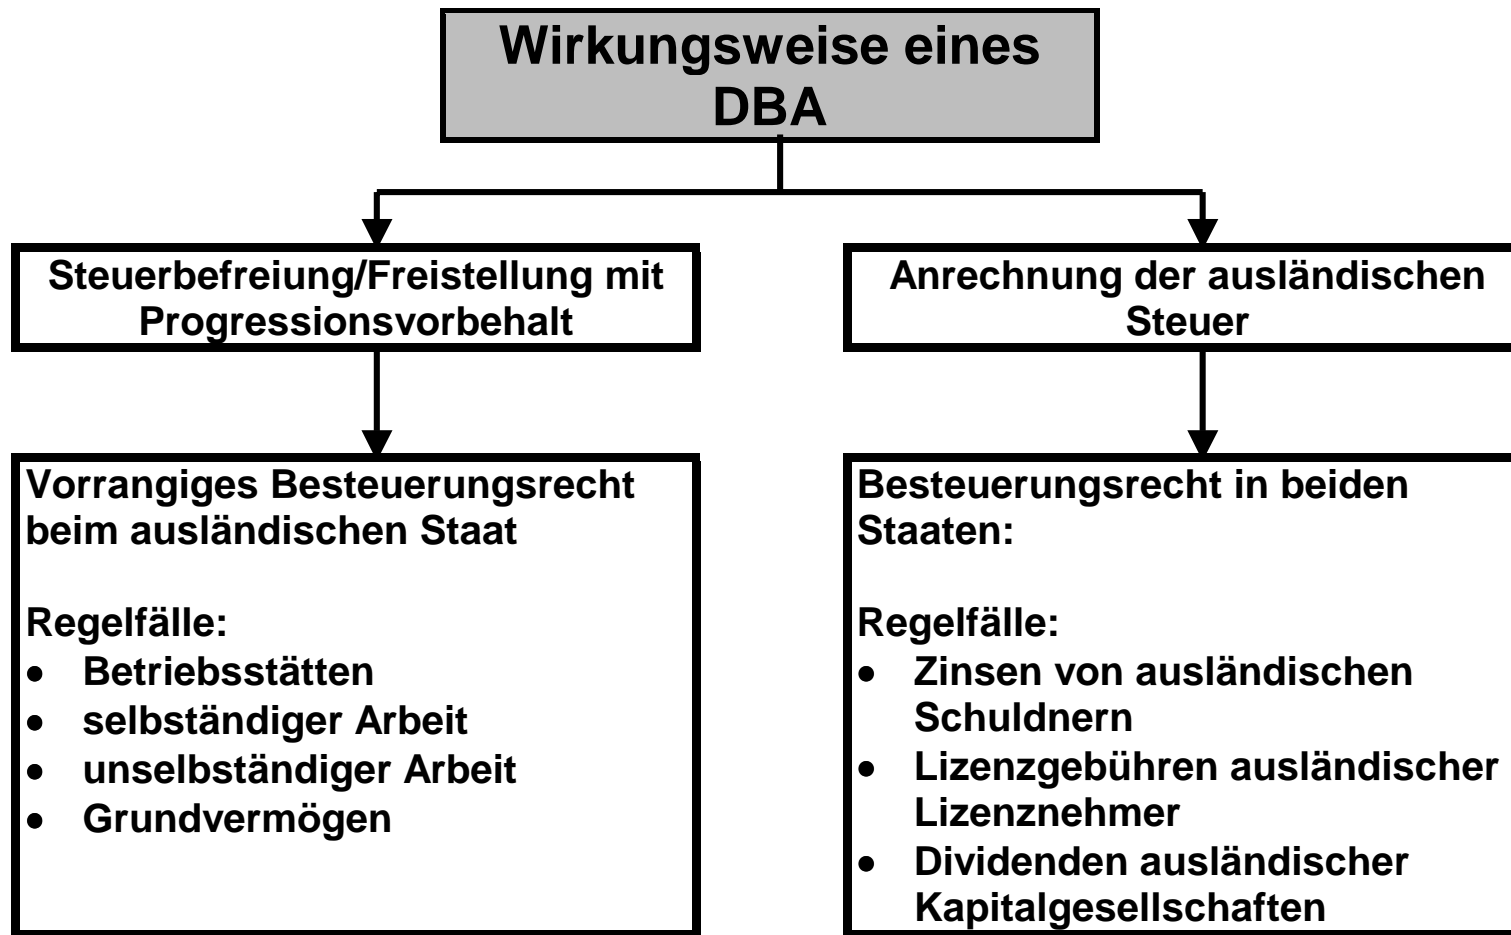 Wirkungsweise eines
DBA
Steuerbefreiung/Freistellung mit
Progressionsvorbehalt
Anrechnung der ausländischen
Steuer
Vorrangiges Besteuerungsrecht
beim ausländischen Staat
Regelfälle:
• Betriebsstätten
• selbständiger Arbeit
• unselbständiger Arbeit
• Grundvermögen
Besteuerungsrecht in beiden
Staaten:
Regelfälle:
• Zinsen von ausländischen
Schuldnern
• Lizenzgebühren ausländischer
Lizenznehmer
• Dividenden ausländischer
Kapitalgesellschaften